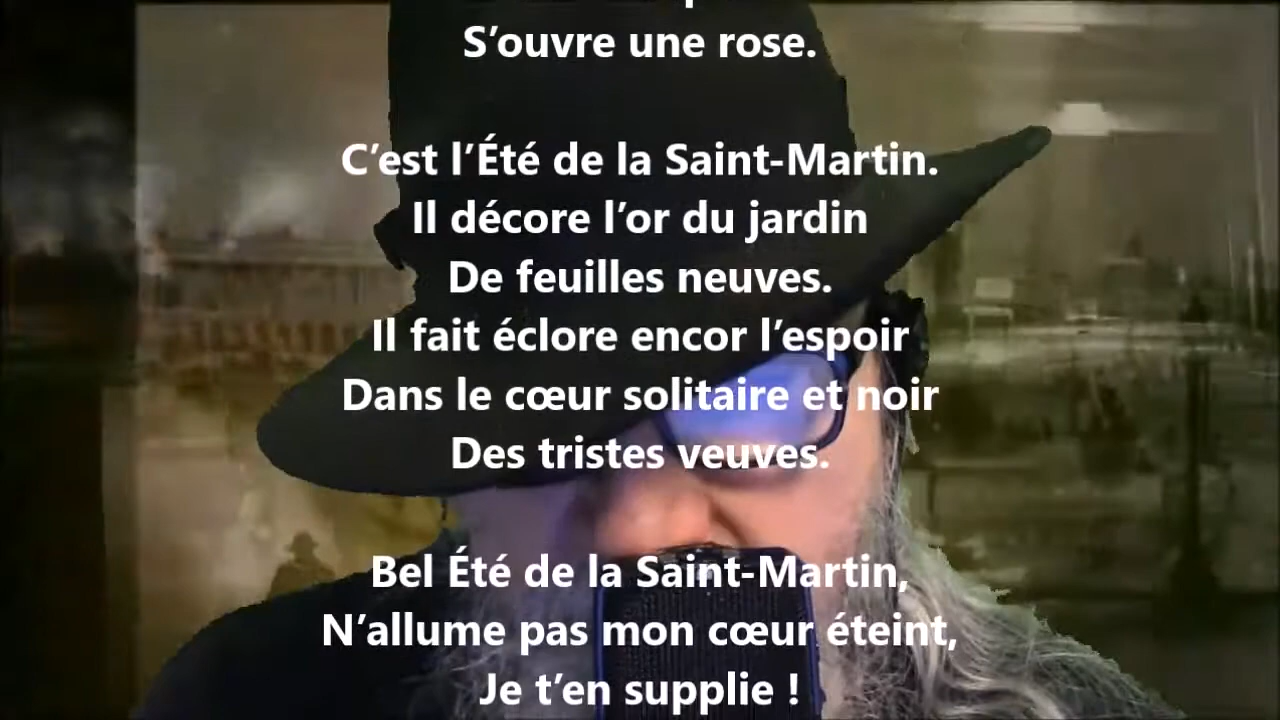 S’ouvre une rose.
C’est l’Été de la Saint-Martin.
Il décore l’or du jardin
De feuilles neuves.
Il fait éclore encor l’espoir
Dans le cœur solitaire et noir
Des tristes veuves.
Bel Été de la Saint-Martin,
N’allume pas mon cœur éteint,
Je t’en supplie !